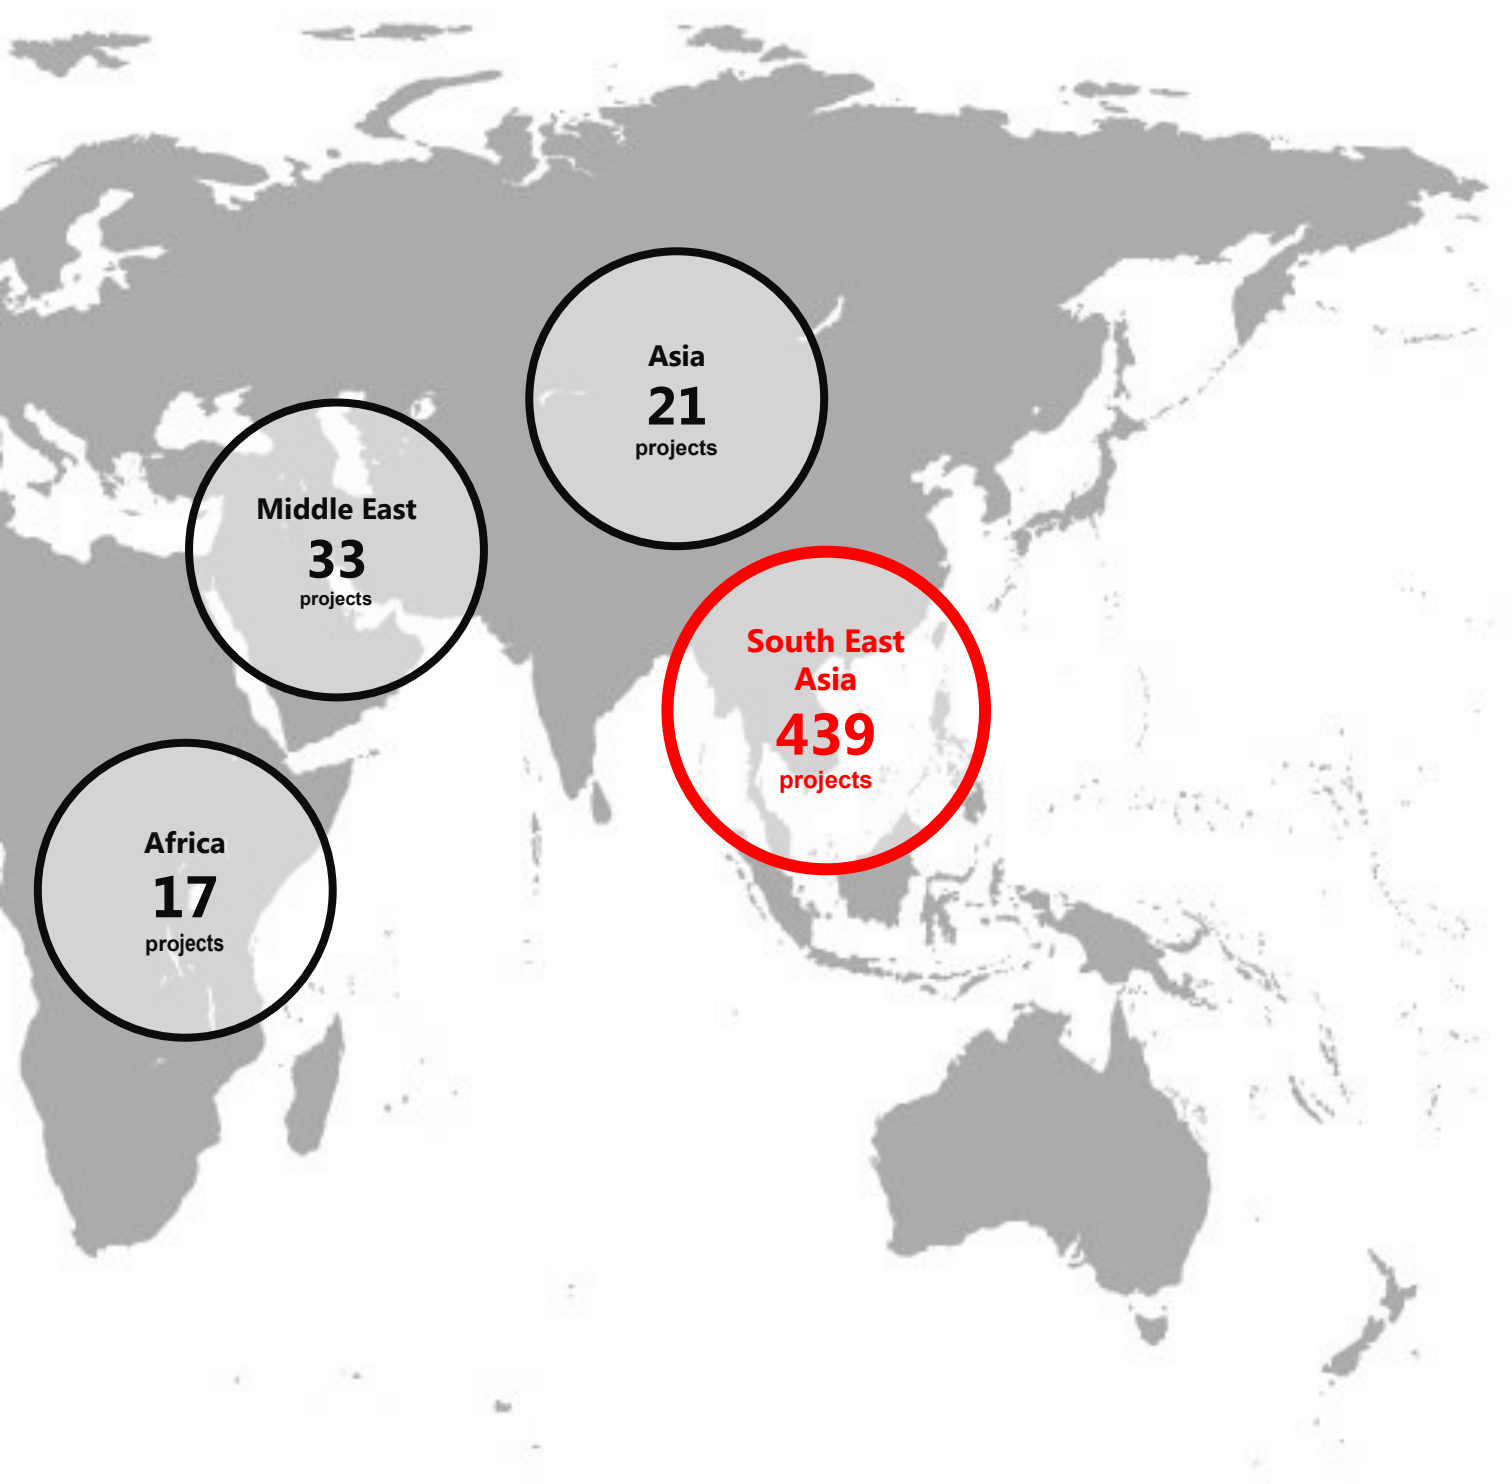 Asia
21
projects
Middle East
33
projects
South East
Asia
439
projects
Africa
17
projects